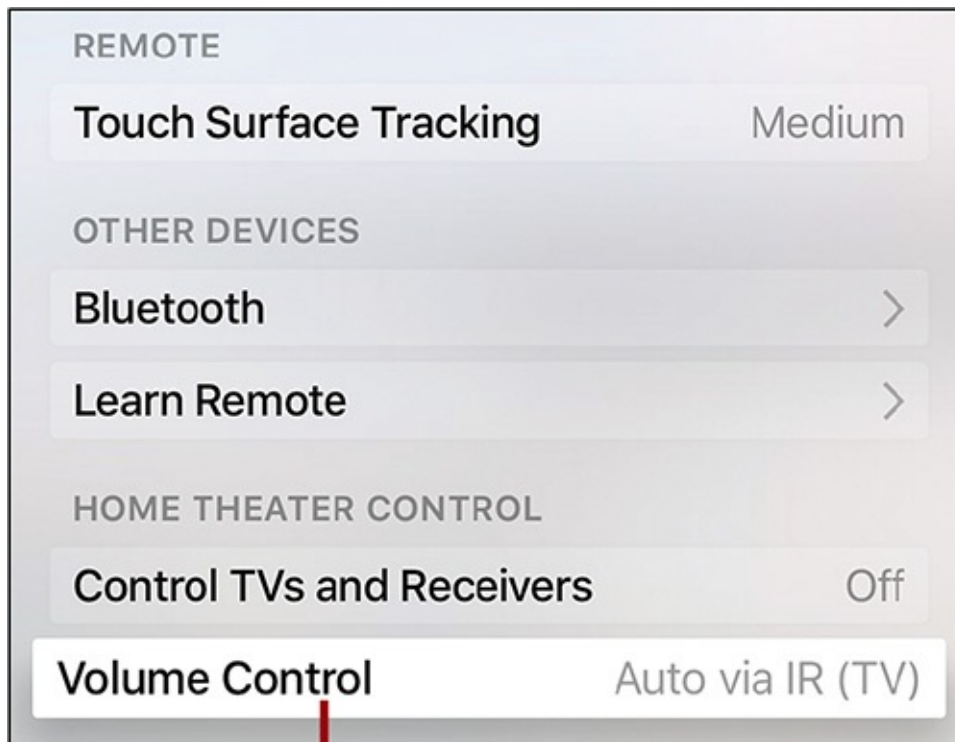 REMOTE
Touch Surface Tracking Medium
OTHER DEVICES
Bluetooth
Learn Remote
HOME THEATER CONTROL
Control TVs and Receivers Off
Volume Control Auto via IR (TV)